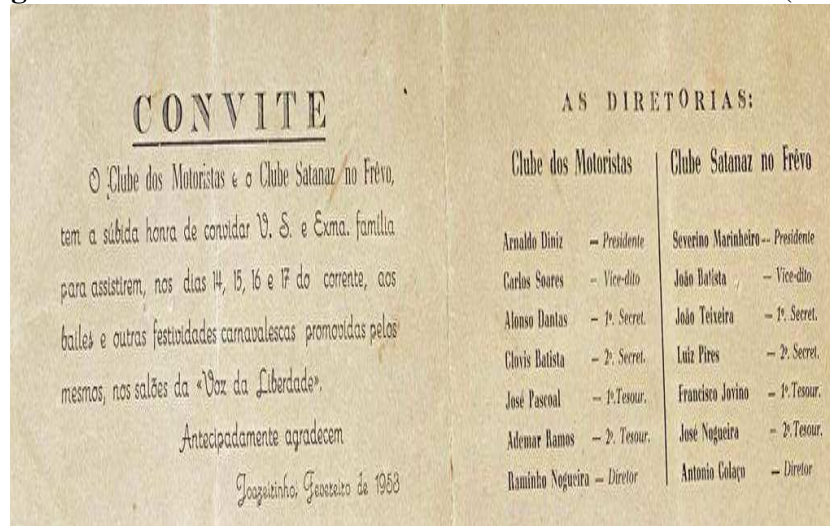 CONVITE
O Clube dos Motoristas e o Clube Satanaz no Frêvo,
tem a súbida honra de convidar V. S. e Exma. família
para assistirem, nos dias 14, 15, 16 e 17 do corrente, aos
bailes e outras festividades carnavalescas promovidas pelos
mesmos, nos salões da «Voz da Liberdade».
Antecipadamente agradecem
Joazeirinho, Fevereiro de 1953
AS DIRETORIAS:
Clube dos Motoristas
Arnaldo Diniz — Presidente
Carlos Soares — Vice-dito
Alonso Dantas — 1º. Secret.
Clovis Batista — 2º. Secret.
José Pascoal — 1º. Tesour.
Ademar Ramos — 2º. Tesour.
Raminho Nogueira — Diretor
Clube Satanaz no Frêvo
Severino Marinheiro — Presidente
João Batista — Vice-dito
João Teixeira — 1º. Secret.
Luiz Pires — 2º. Secret.
Francisco Jovino — 1º. Tesour.
José Nogueira — 2º. Tesour.
Antonio Colaço — Diretor